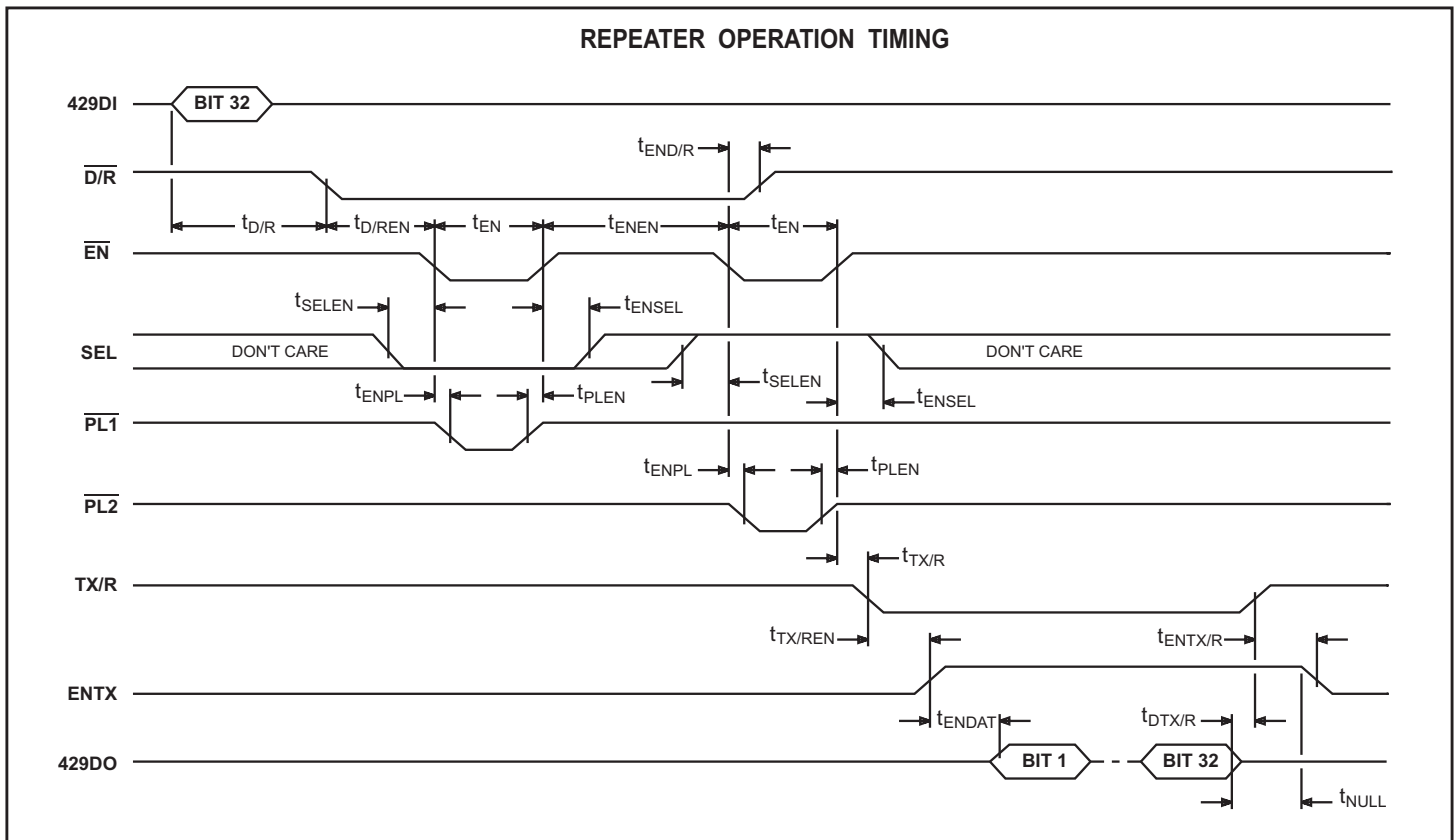 REPEATER OPERATION TIMING
429DI
BIT 32
tEND/R
D/R
tD/R
tD/REN
tEN
tENEN
tEN
EN
tSELEN
tENSEL
SEL
DON'T CARE
DON'T CARE
tSELEN
tENSEL
tENPL
tPLEN
PL1
tENPL
tPLEN
PL2
tTX/R
TX/R
tTX/REN
tENTX/R
ENTX
tENDAT
tDTX/R
429DO
BIT 1
BIT 32
tNULL